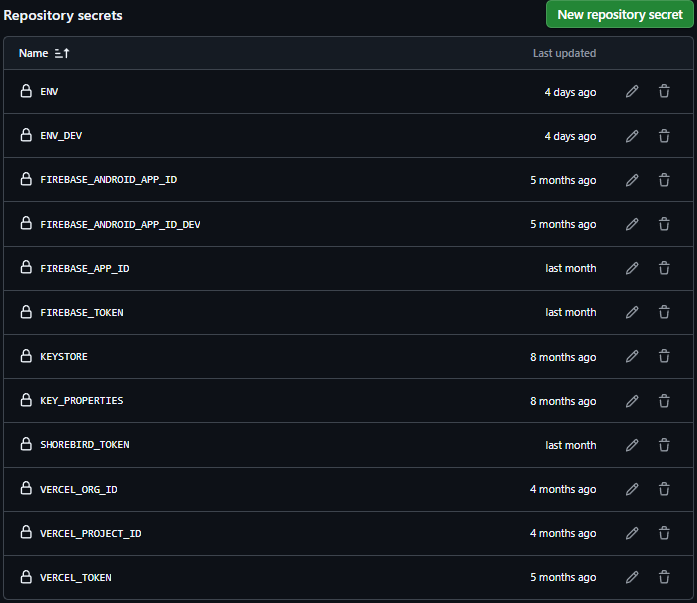 Repository secrets
New repository secret
Name Last updated
ENV 4 days ago
ENV_DEV 4 days ago
FIREBASE_ANDROID_APP_ID 5 months ago
FIREBASE_ANDROID_APP_ID_DEV 5 months ago
FIREBASE_APP_ID last month
FIREBASE_TOKEN last month
KEYSTORE 8 months ago
KEY_PROPERTIES 8 months ago
SHOREBIRD_TOKEN last month
VERCEL_ORG_ID 4 months ago
VERCEL_PROJECT_ID 4 months ago
VERCEL_TOKEN 5 months ago